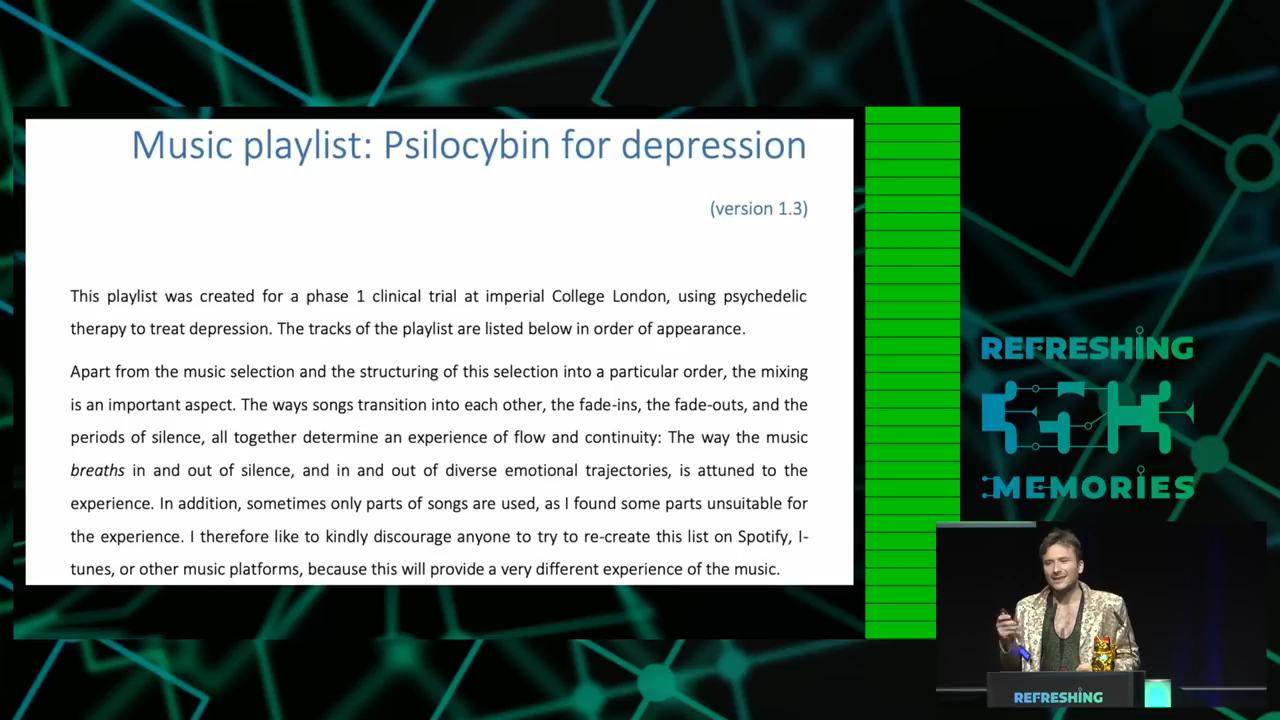 Music playlist: Psilocybin for depression
(version 1.3)
This playlist was created for a phase 1 clinical trial at imperial College London, using psychedelic
therapy to treat depression. The tracks of the playlist are listed below in order of appearance.
Apart from the music selection and the structuring of this selection into a particular order, the mixing
is an important aspect. The ways songs transition into each other, the fade-ins, the fade-outs, and the
periods of silence, all together determine an experience of flow and continuity: The way the music
breaths in and out of silence, and in and out of diverse emotional trajectories, is attuned to the
experience. In addition, sometimes only parts of songs are used, as I found some parts unsuitable for
the experience. I therefore like to kindly discourage anyone to try to re-create this list on Spotify, I-
tunes, or other music platforms, because this will provide a very different experience of the music.
REFRESHING
MEMORIES
REFRESHING